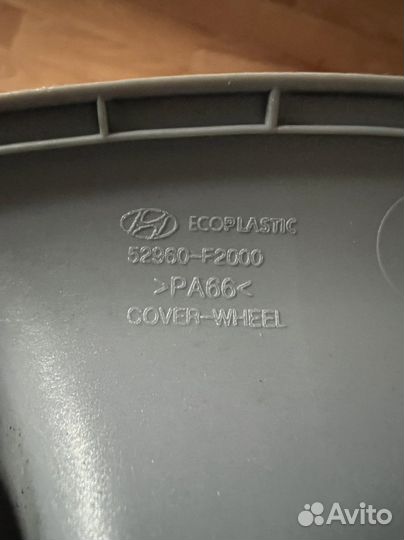 ECOPLASTIC
52960-F2000
>PA66<
COVER-WHEEL
Avito